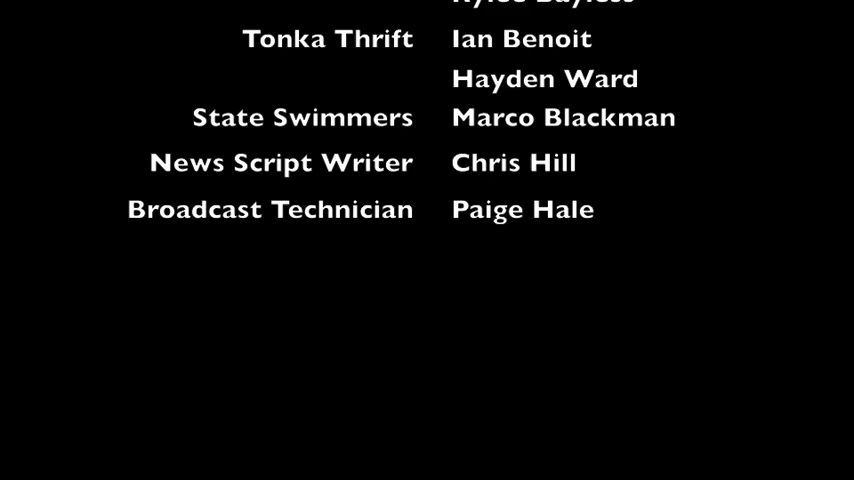 Tonka Thrift Ian Benoit
Hayden Ward
State Swimmers Marco Blackman
News Script Writer Chris Hill
Broadcast Technician Paige Hale